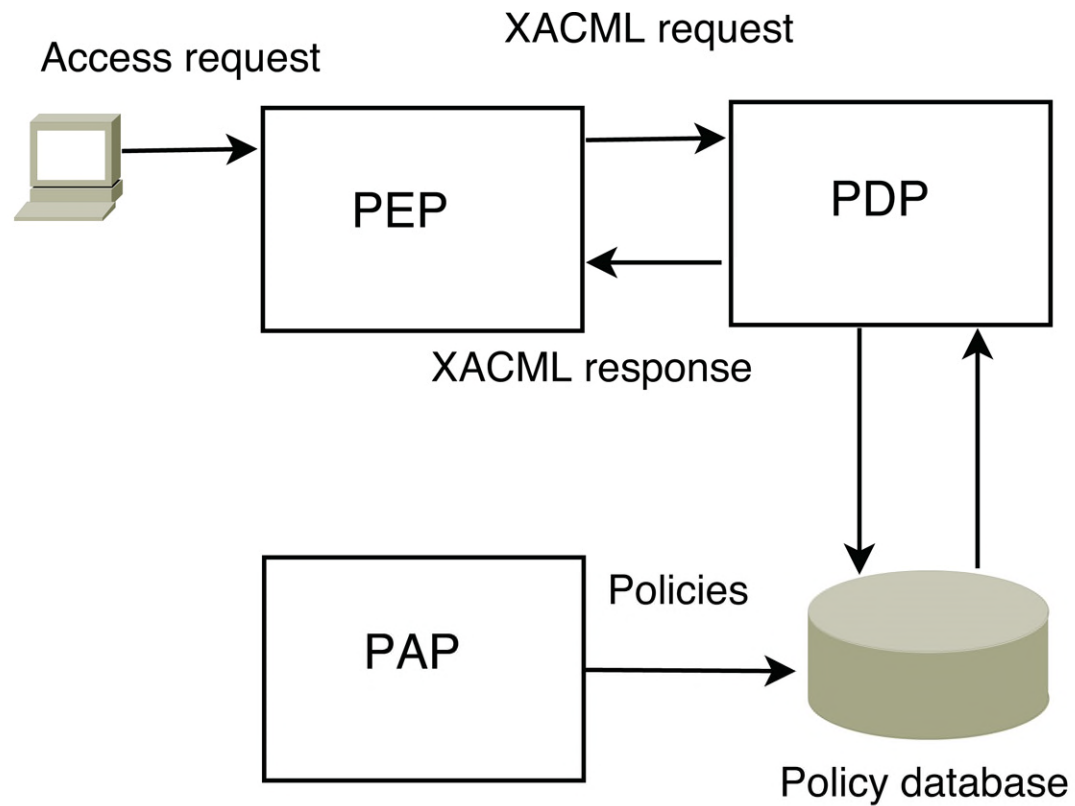 XACML request
Access request
PEP
PDP
XACML response
Policies
PAP
Policy database